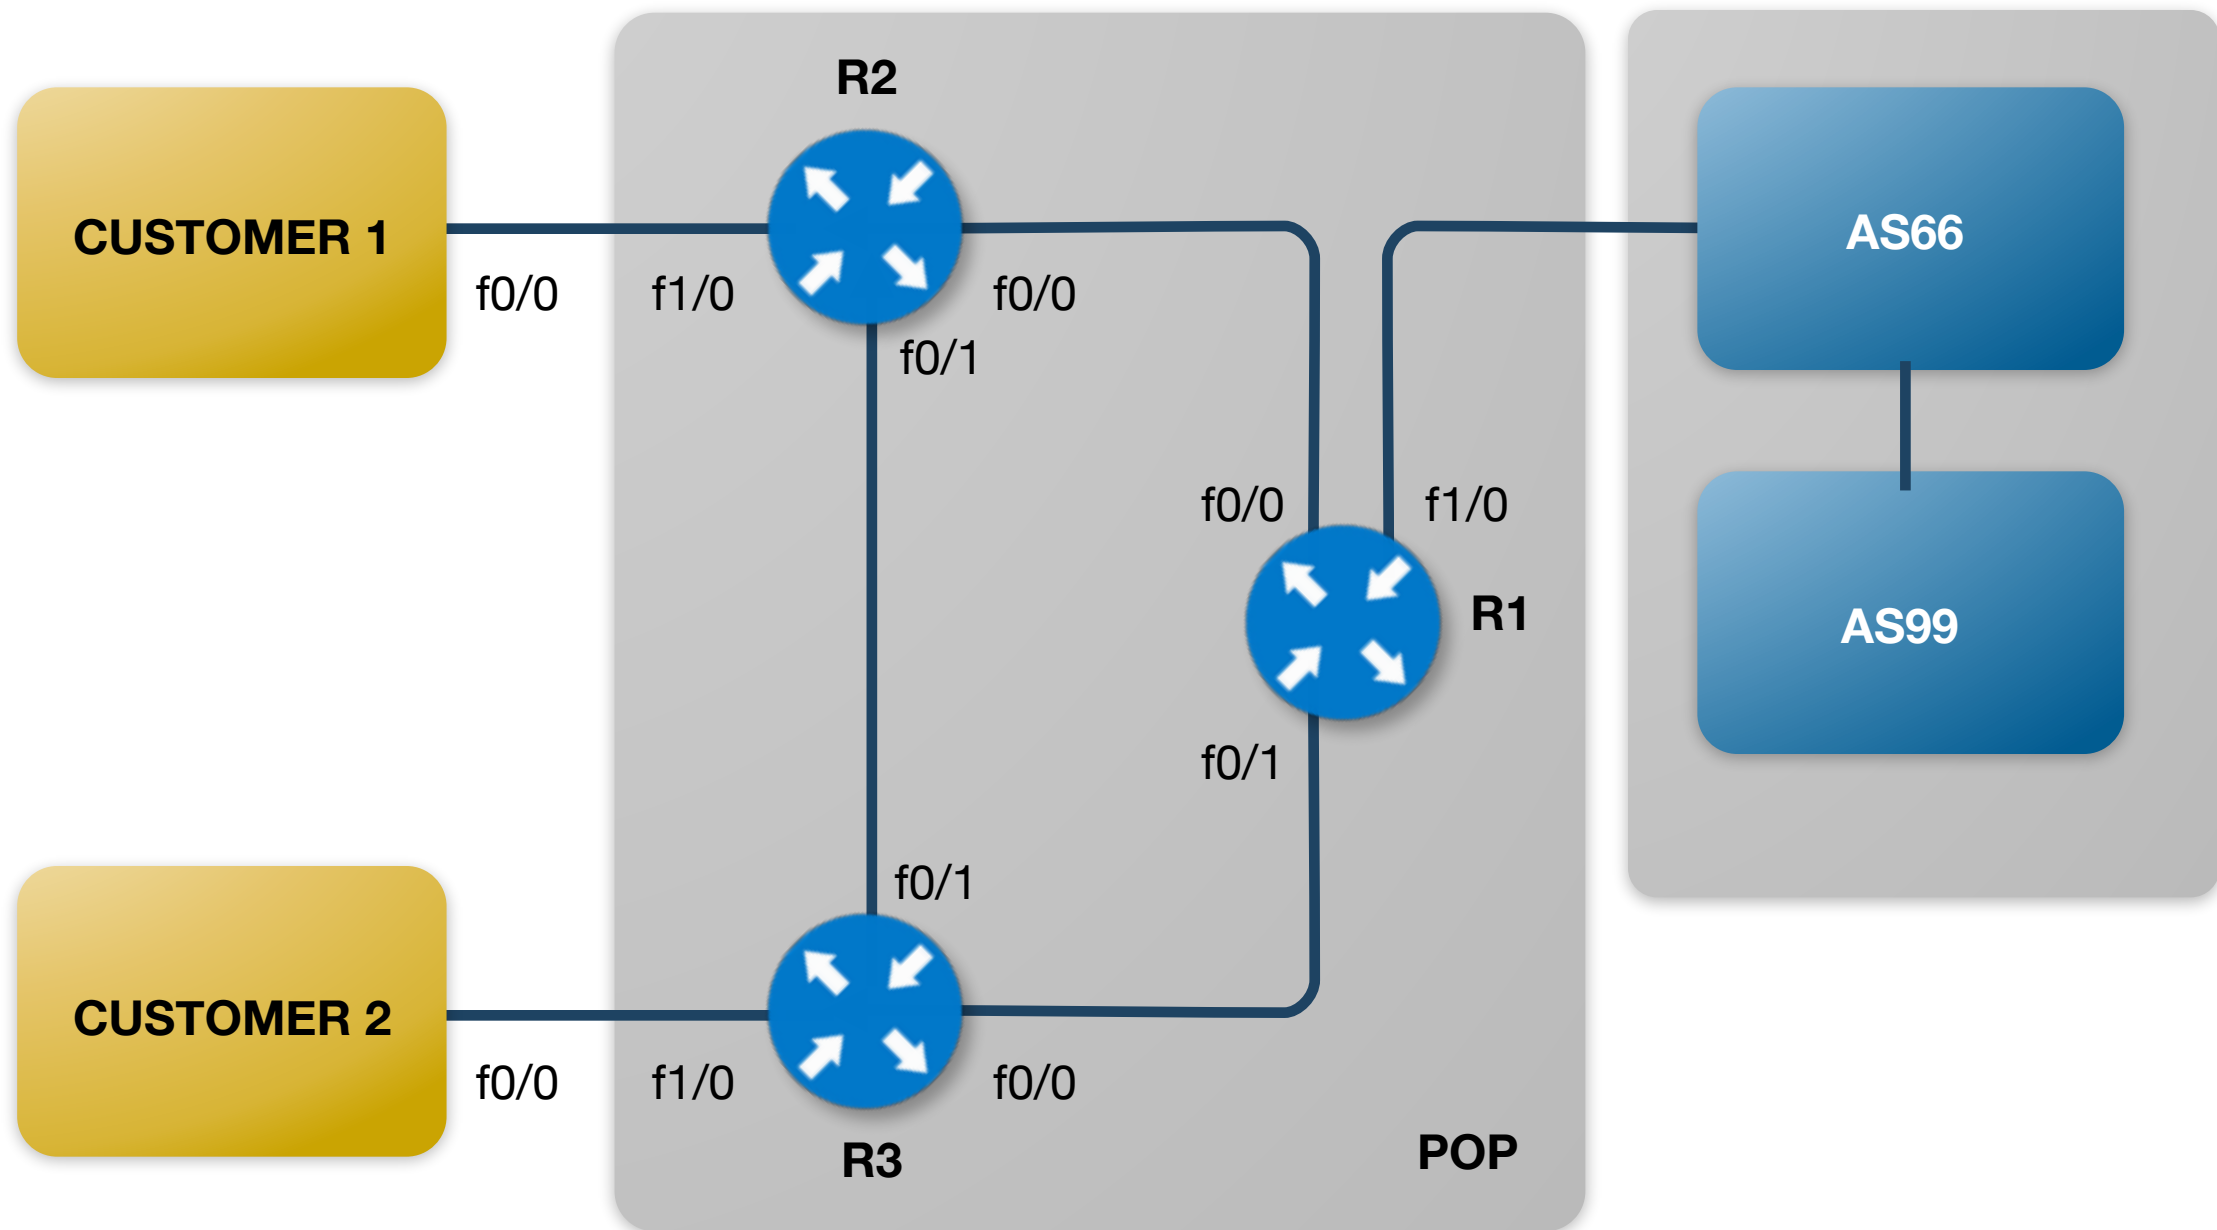 R2
CUSTOMER 1
AS66
f0/0
f1/0
f0/0
f0/1
f0/0
f1/0
R1
AS99
f0/1
f0/1
CUSTOMER 2
f0/0
f1/0
f0/0
R3
POP